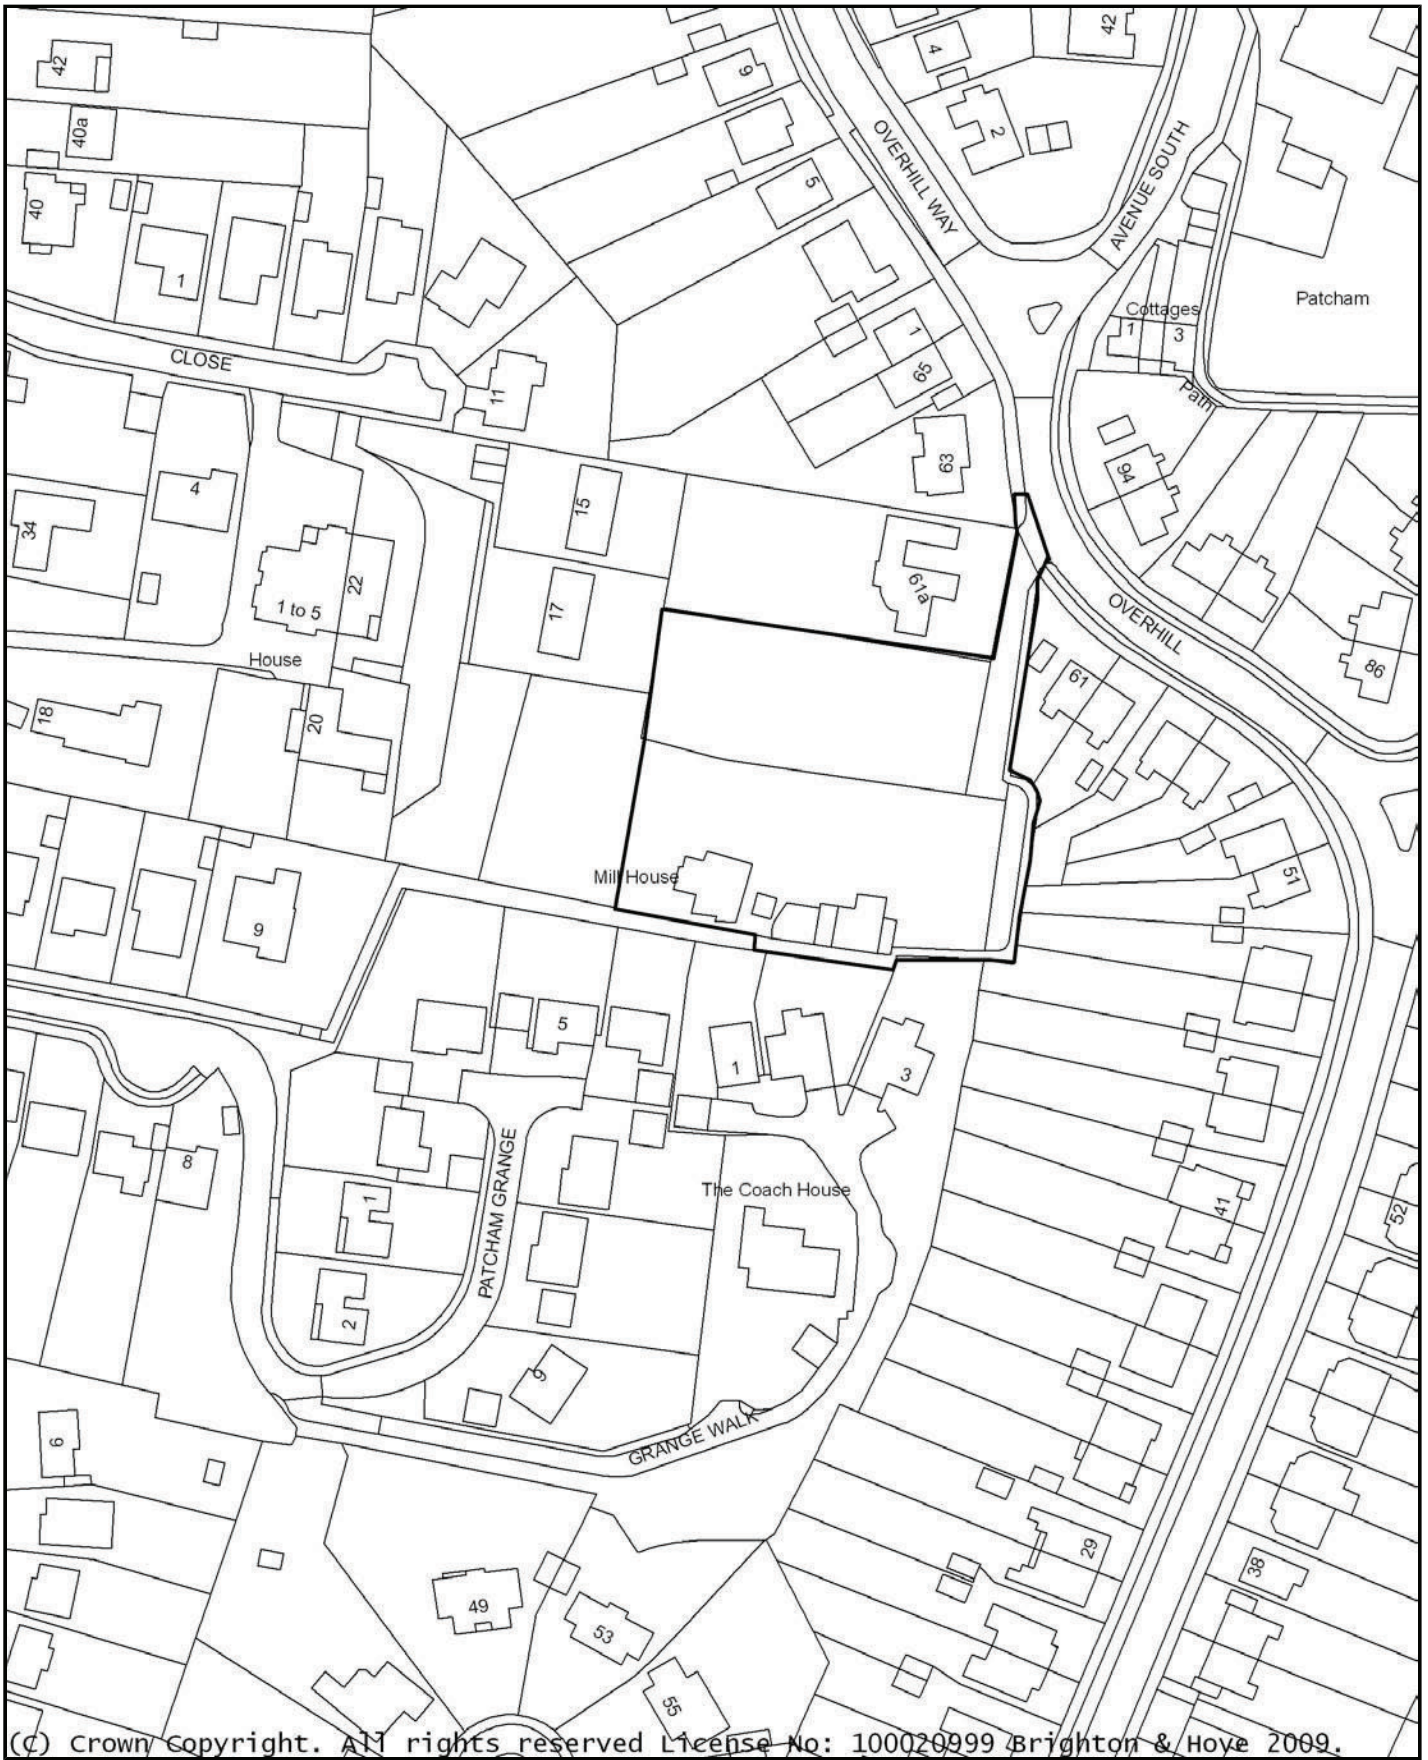 42
40a
40
1
CLOSE
11
9
5
1
65
63
4
2
42
OVERHILL WAY
AVENUE SOUTH
Cottages
1
3
Path
Patcham
94
86
OVERHILL
34
4
1 to 5
22
House
18
20
15
17
61a
61
51
Mill House
9
5
1
3
8
1
2
PATCHAM GRANGE
The Coach House
9
GRANGE WALK
41
52
6
49
53
55
29
38
(C) Crown Copyright. All rights reserved License No: 100020999 Brighton & Hove 2009.